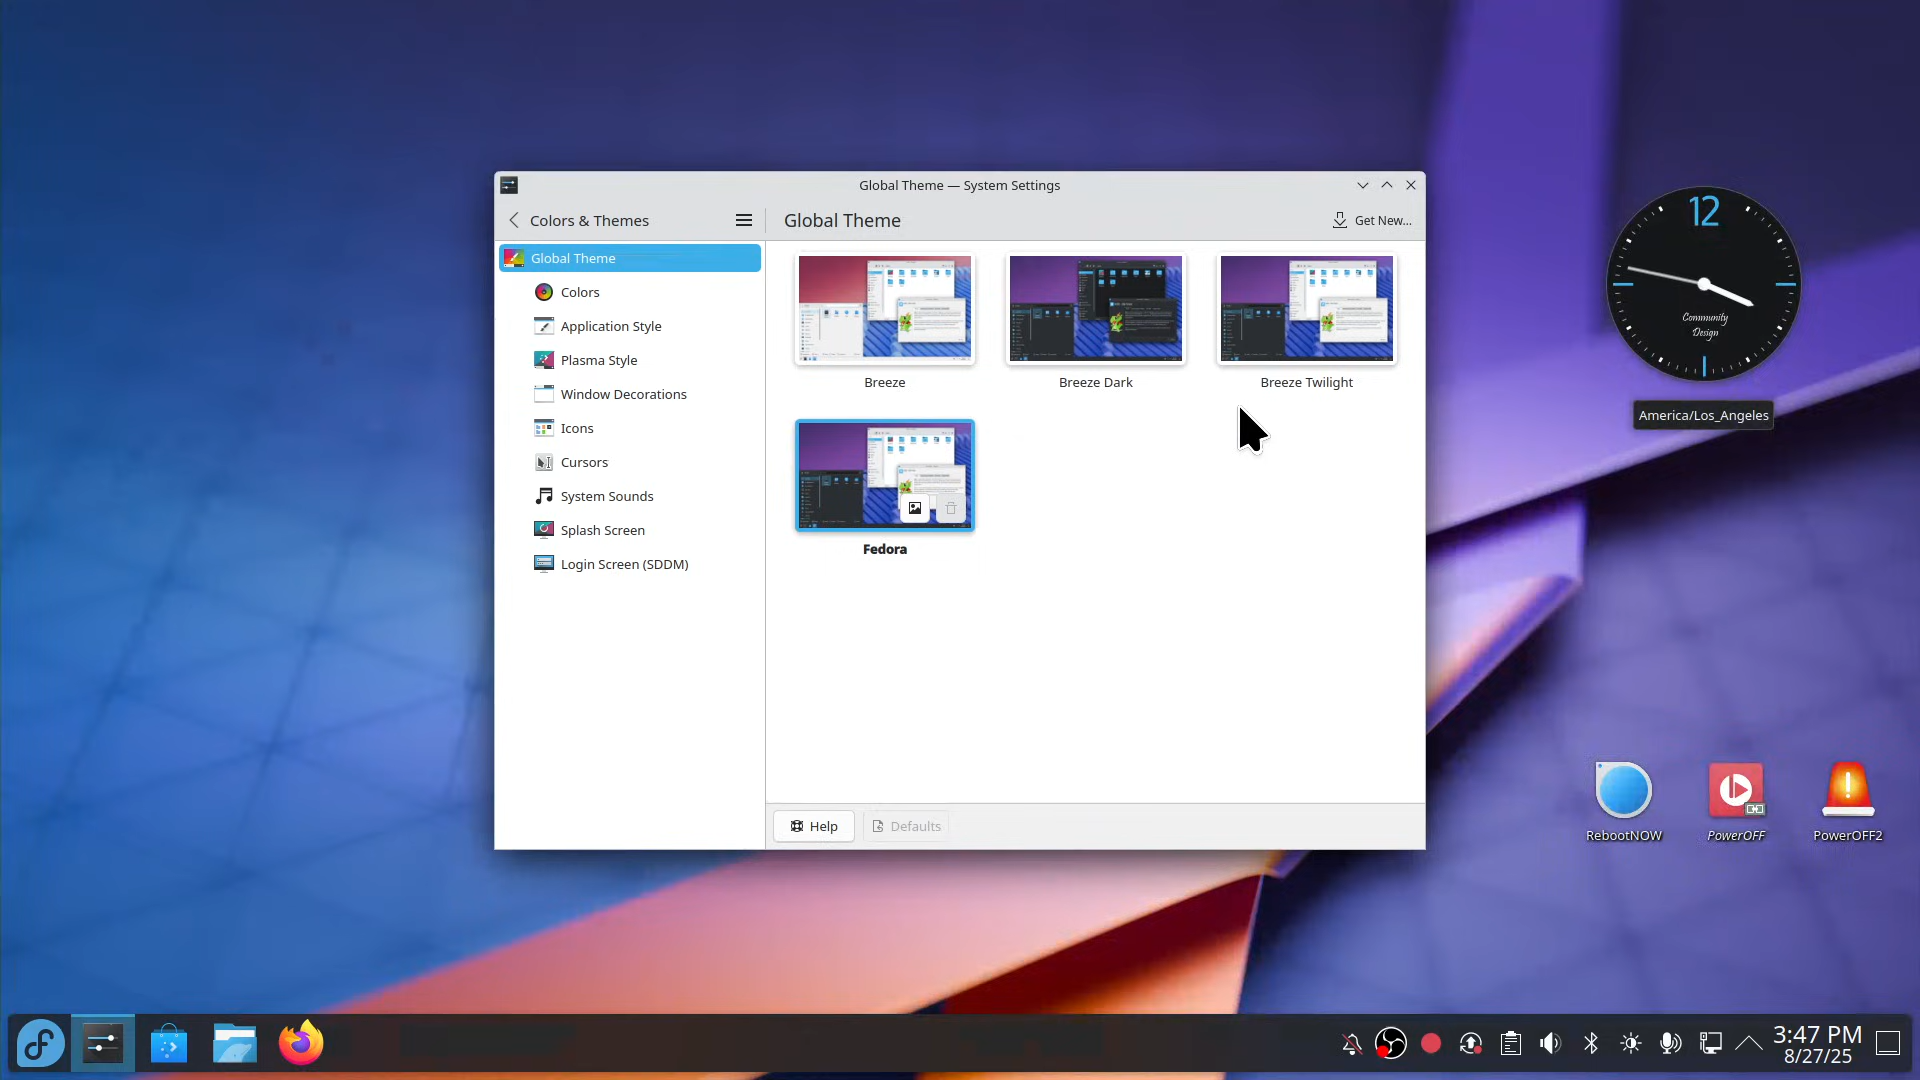 Global Theme — System Settings
Colors & Themes
Global Theme
Get New...
Global Theme
Colors
Application Style
Plasma Style
Window Decorations
Icons
Cursors
System Sounds
Splash Screen
Login Screen (SDDM)
Breeze
Breeze Dark
Breeze Twilight
Fedora
Help
Defaults
12
Community
Design
America/Los_Angeles
RebootNOW
PowerOFF
PowerOFF2
3:47 PM
8/27/25